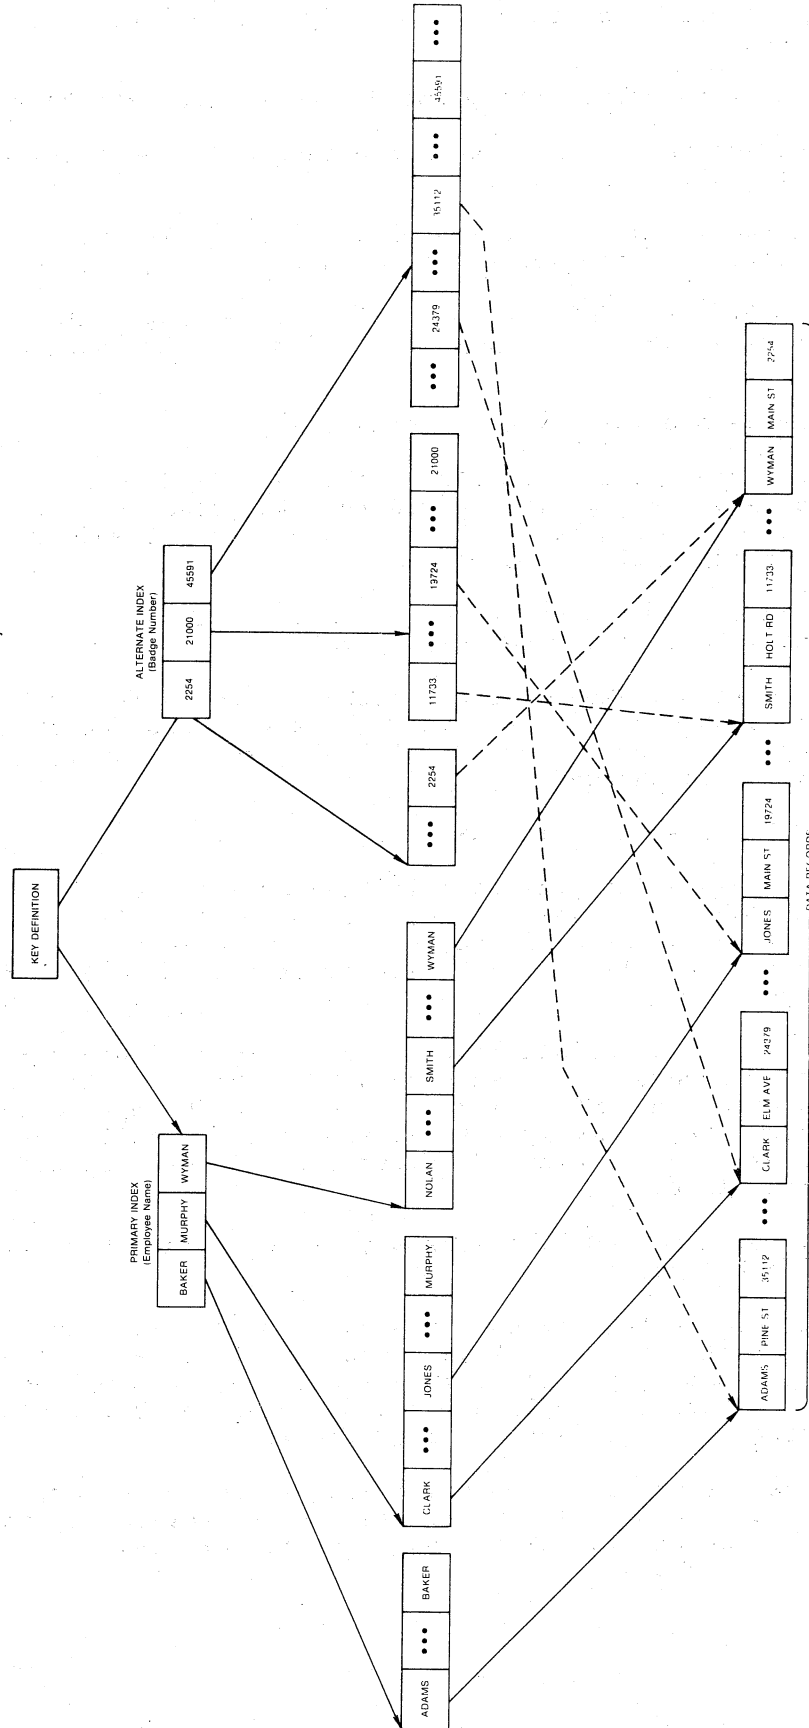 KEY DEFINITION
PRIMARY INDEX
(Employee Name)
BAKER MURPHY WYMAN
ALTERNATE INDEX
(Badge Number)
2254 21000 45591
ADAMS ••• BAKER
CLARK ••• JONES ••• MURPHY
NOLAN ••• SMITH ••• WYMAN
••• 2254
11733 ••• 19724 ••• 21000
••• 24379 ••• 35112 ••• 45591 •••
ADAMS PINE ST 35112
•••
CLARK ELM AVE 24379
•••
JONES MAIN ST 19724
•••
SMITH HOLT RD 11733
•••
WYMAN MAIN ST 2254